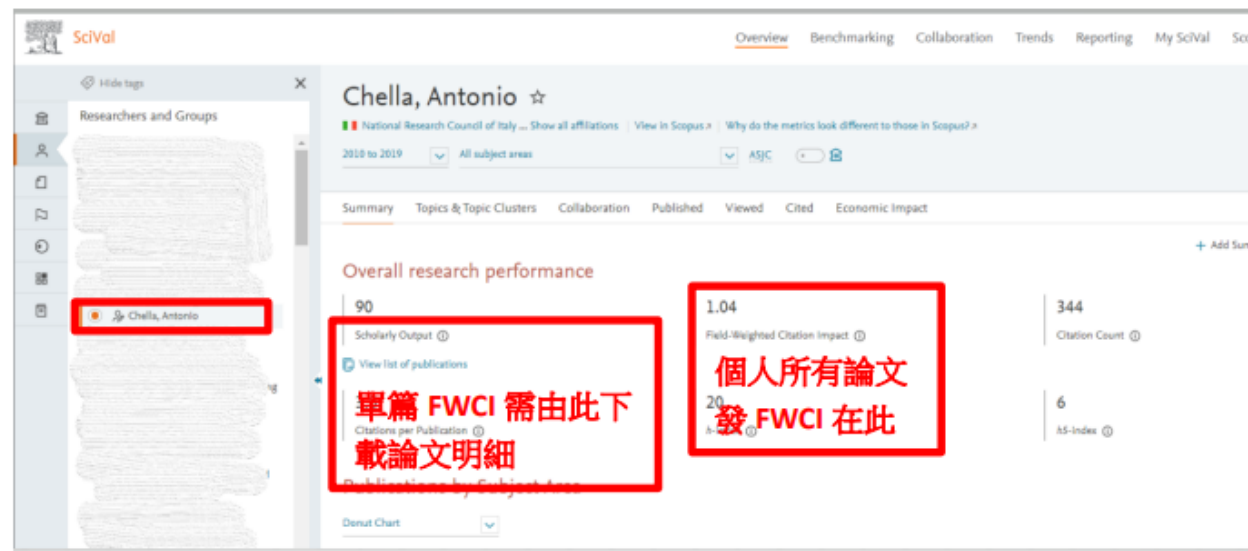 SciVal
Overview Benchmarking Collaboration Trends Reporting My SciVal
Hide tags
Researchers and Groups
Chella, Antonio
Chella, Antonio
National Research Council of Italy ... Show all affiliations View in Scopus Why do the metrics look different to those in Scopus?
2010 to 2019 All subject areas ASJC
Summary Topics & Topic Clusters Collaboration Published Viewed Cited Economic Impact
+ Add
Overall research performance
90 1.04 344
Scholarly Output Field-Weighted Citation Impact Citation Count
View list of publications
個人所有論文
單篇 FWCI 需由此下
20 6
發 FWCI 在此
Citations per Publication h5-index
載論文明細
Publications by Subject Area
Donut Chart